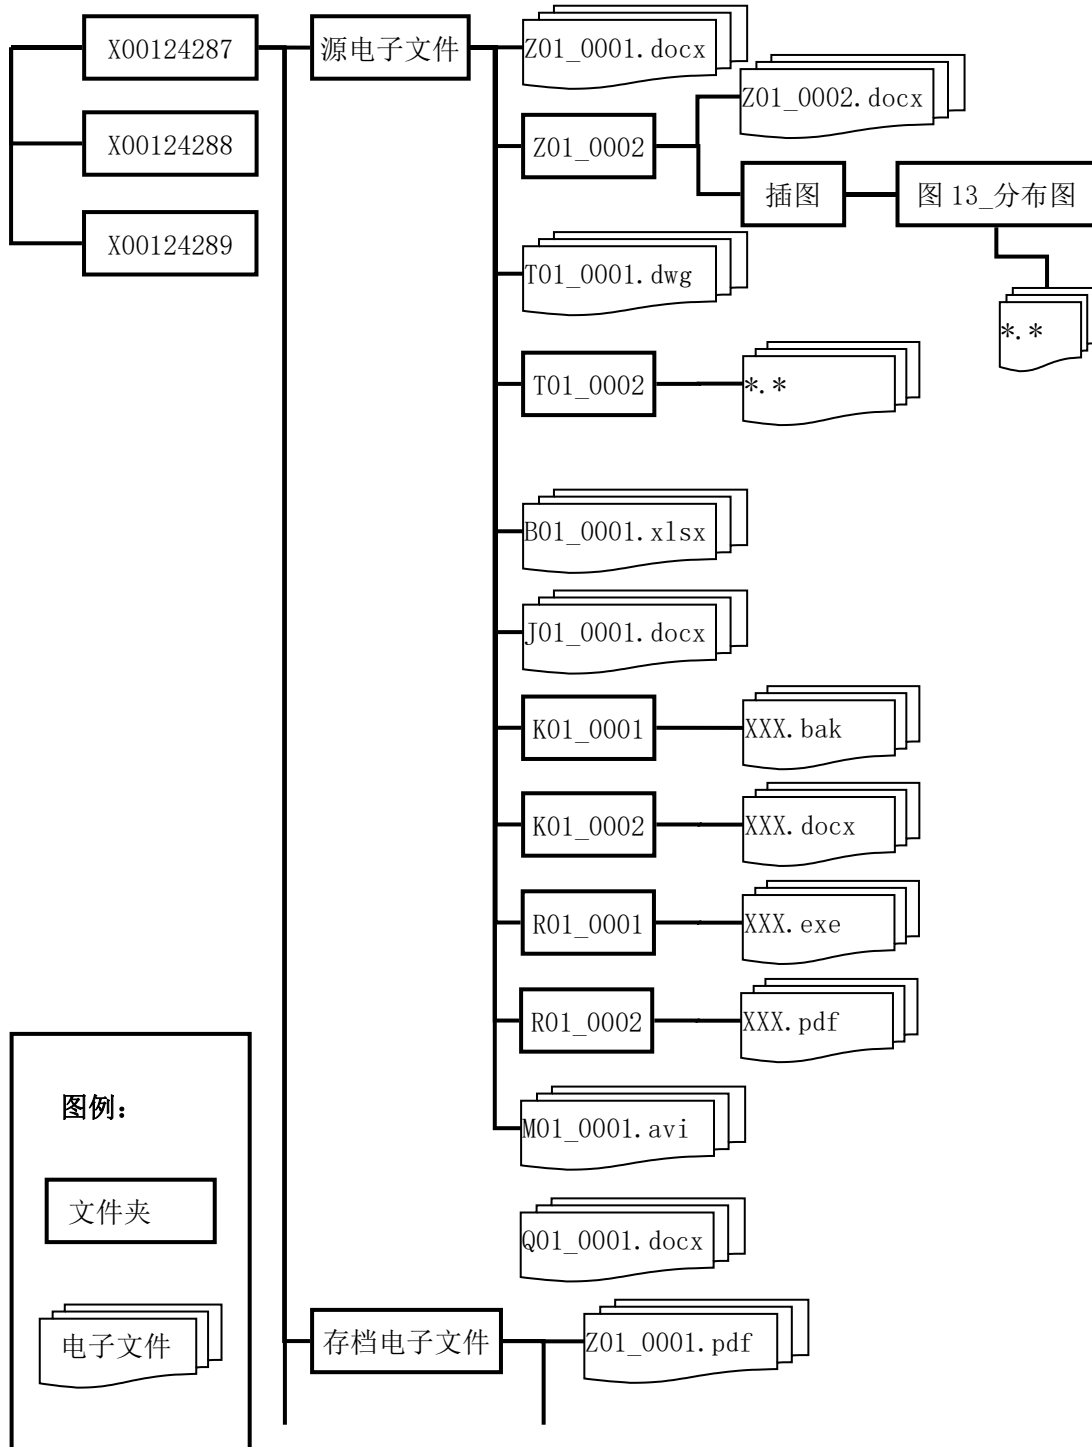 X00124287
源电子文件
Z01_0001.docx
Z01_0002.docx
X00124288
Z01_0002
插图
图 13_分布图
X00124289
T01_0001.dwg
*.*
T01_0002
*.*
B01_0001.xlsx
J01_0001.docx
K01_0001
XXX.bak
K01_0002
XXX.docx
R01_0001
XXX.exe
R01_0002
XXX.pdf
图例：
M01_0001.avi
文件夹
Q01_0001.docx
电子文件
存档电子文件
Z01_0001.pdf